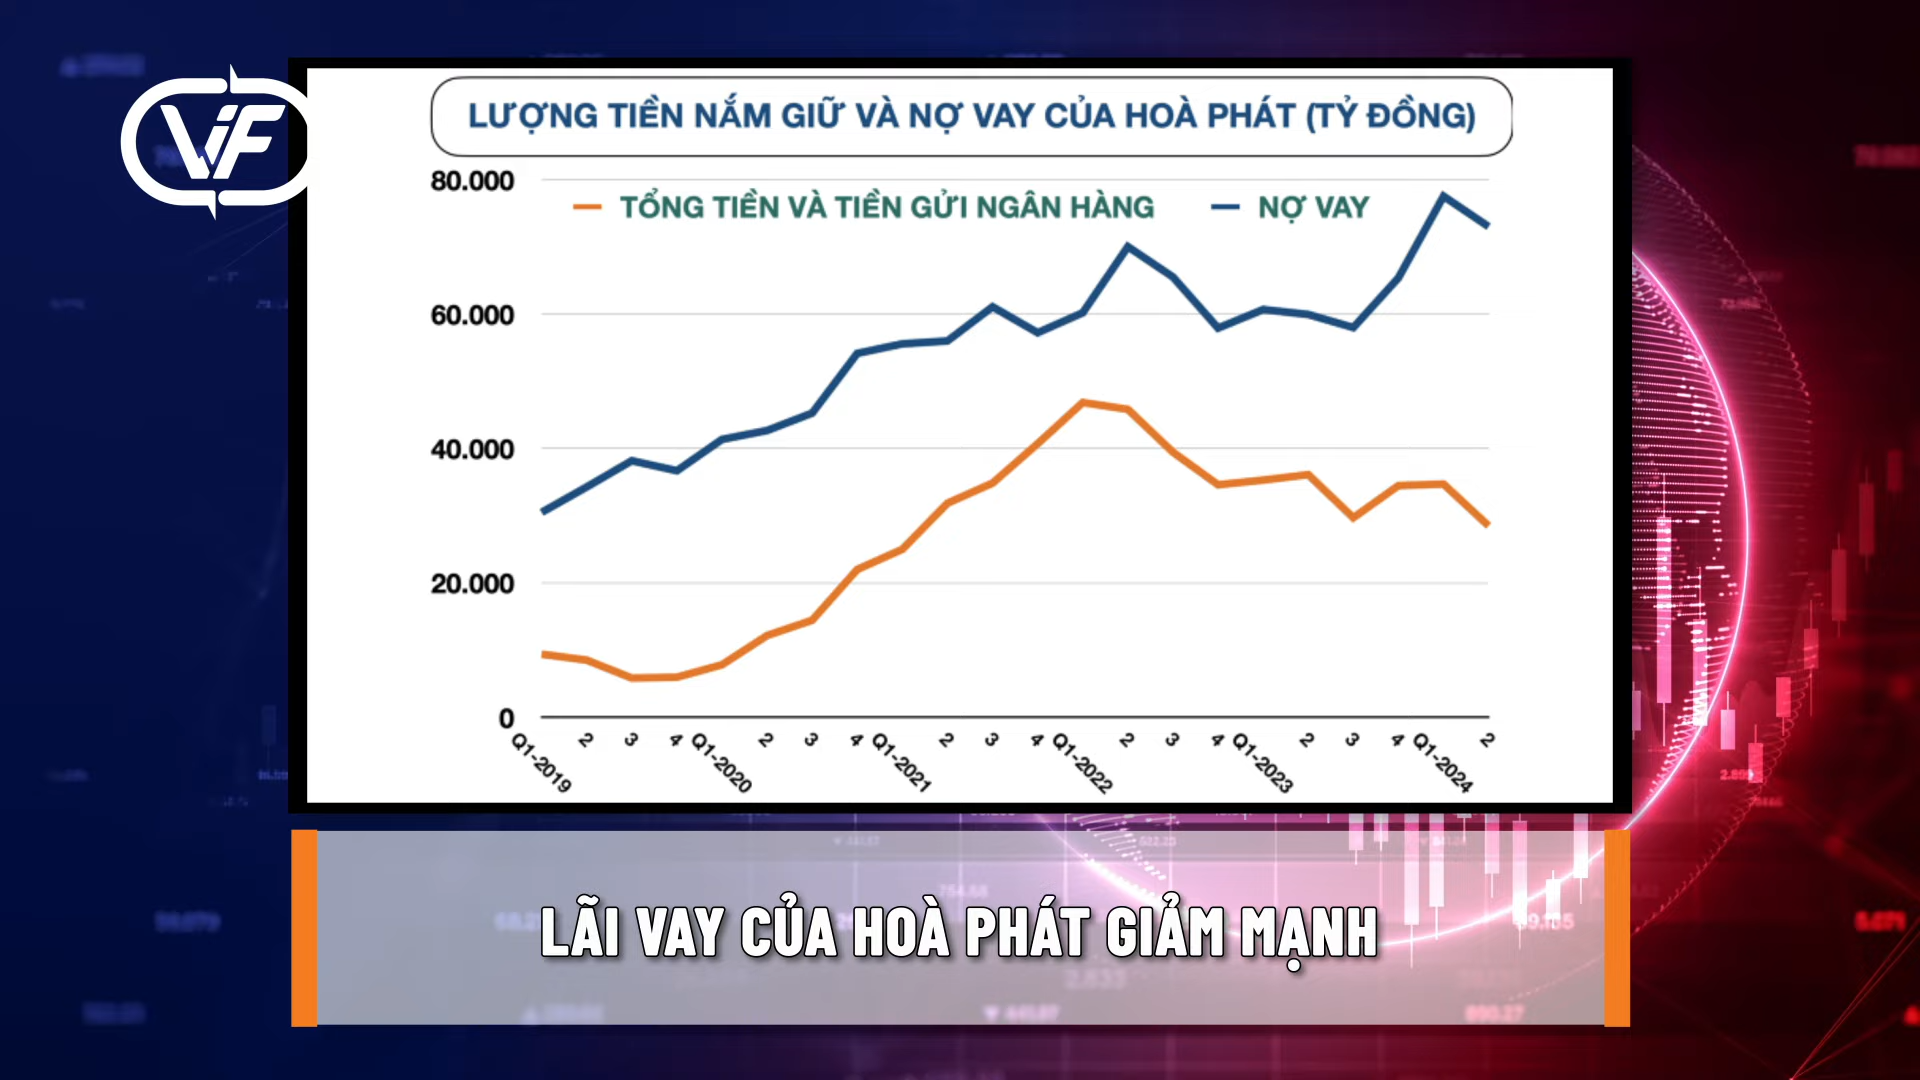 ViF
LƯỢNG TIỀN NẮM GIỮ VÀ NỢ VAY CỦA HOÀ PHÁT (TỶ ĐỒNG)
TỔNG TIỀN VÀ TIỀN GỬI NGÂN HÀNG NỢ VAY
80.000
60.000
40.000
20.000
0
Q1-2019 2 3 4 Q1-2020 2 3 4 Q1-2021 2 3 4 Q1-2022 2 3 4 Q1-2023 2 3 4 Q1-2024 2
LÃI VAY CỦA HOÀ PHÁT GIẢM MẠNH